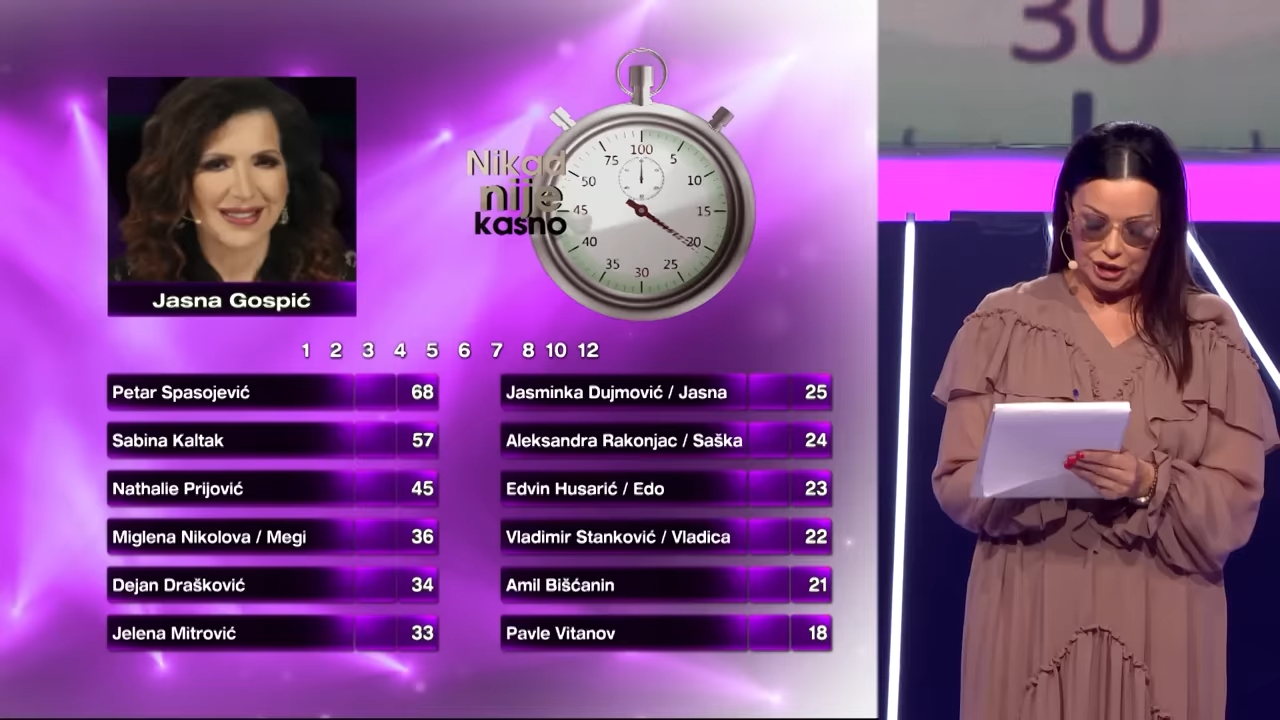 30
Jasna Gospić
Nikad
nije
kasno
100
75
5
50
10
45
15
40
20
35
30
25
1 2 3 4 5 6 7 8 10 12
Petar Spasojević 68
Sabina Kaltak 57
Nathalie Prijović 45
Miglena Nikolova / Megi 36
Dejan Drašković 34
Jelena Mitrović 33
Jasminka Dujmović / Jasna 25
Aleksandra Rakonjac / Saška 24
Edvin Husarić / Edo 23
Vladimir Stanković / Vladica 22
Amil Bišćanin 21
Pavle Vitanov 18